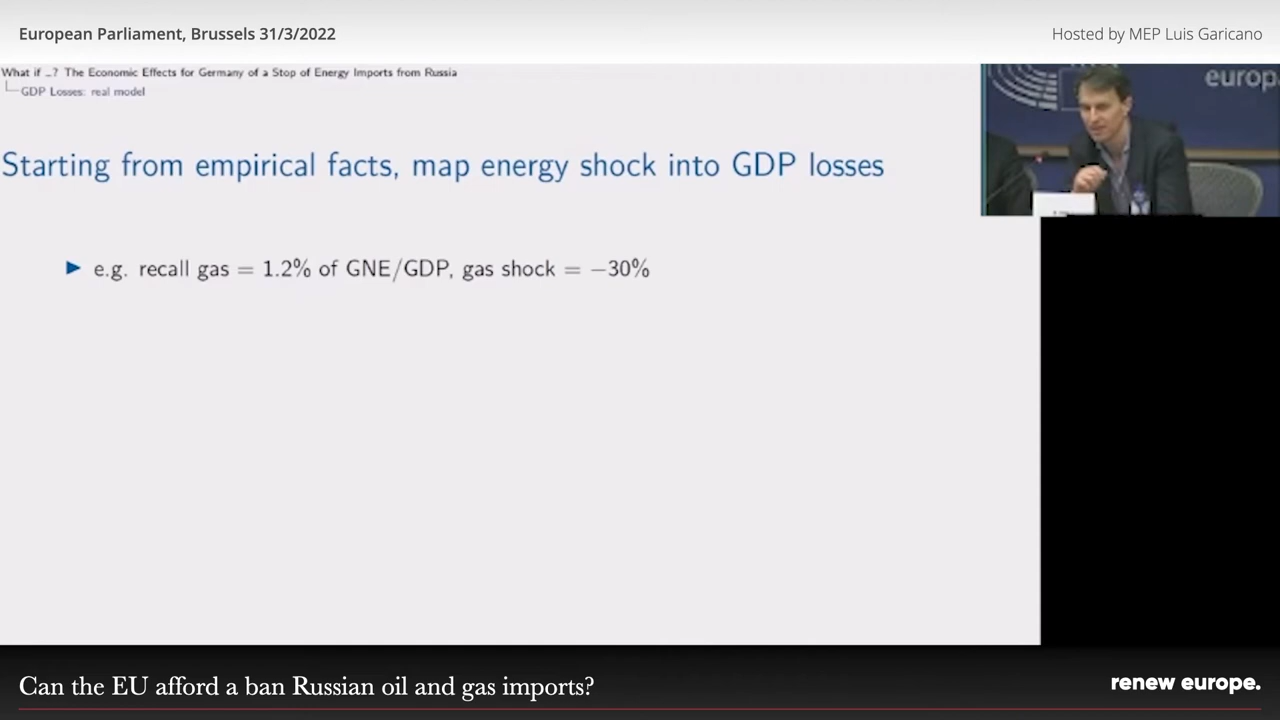 European Parliament, Brussels 31/3/2022
Hosted by MEP Luis Garicano
What if ..? The Economic Effects for Germany of a Stop of Energy Imports from Russia
GDP Losses: real model
europ
Starting from empirical facts, map energy shock into GDP losses
e.g. recall gas = 1.2% of GNE/GDP, gas shock = −30%
Can the EU afford a ban Russian oil and gas imports?
renew europe.